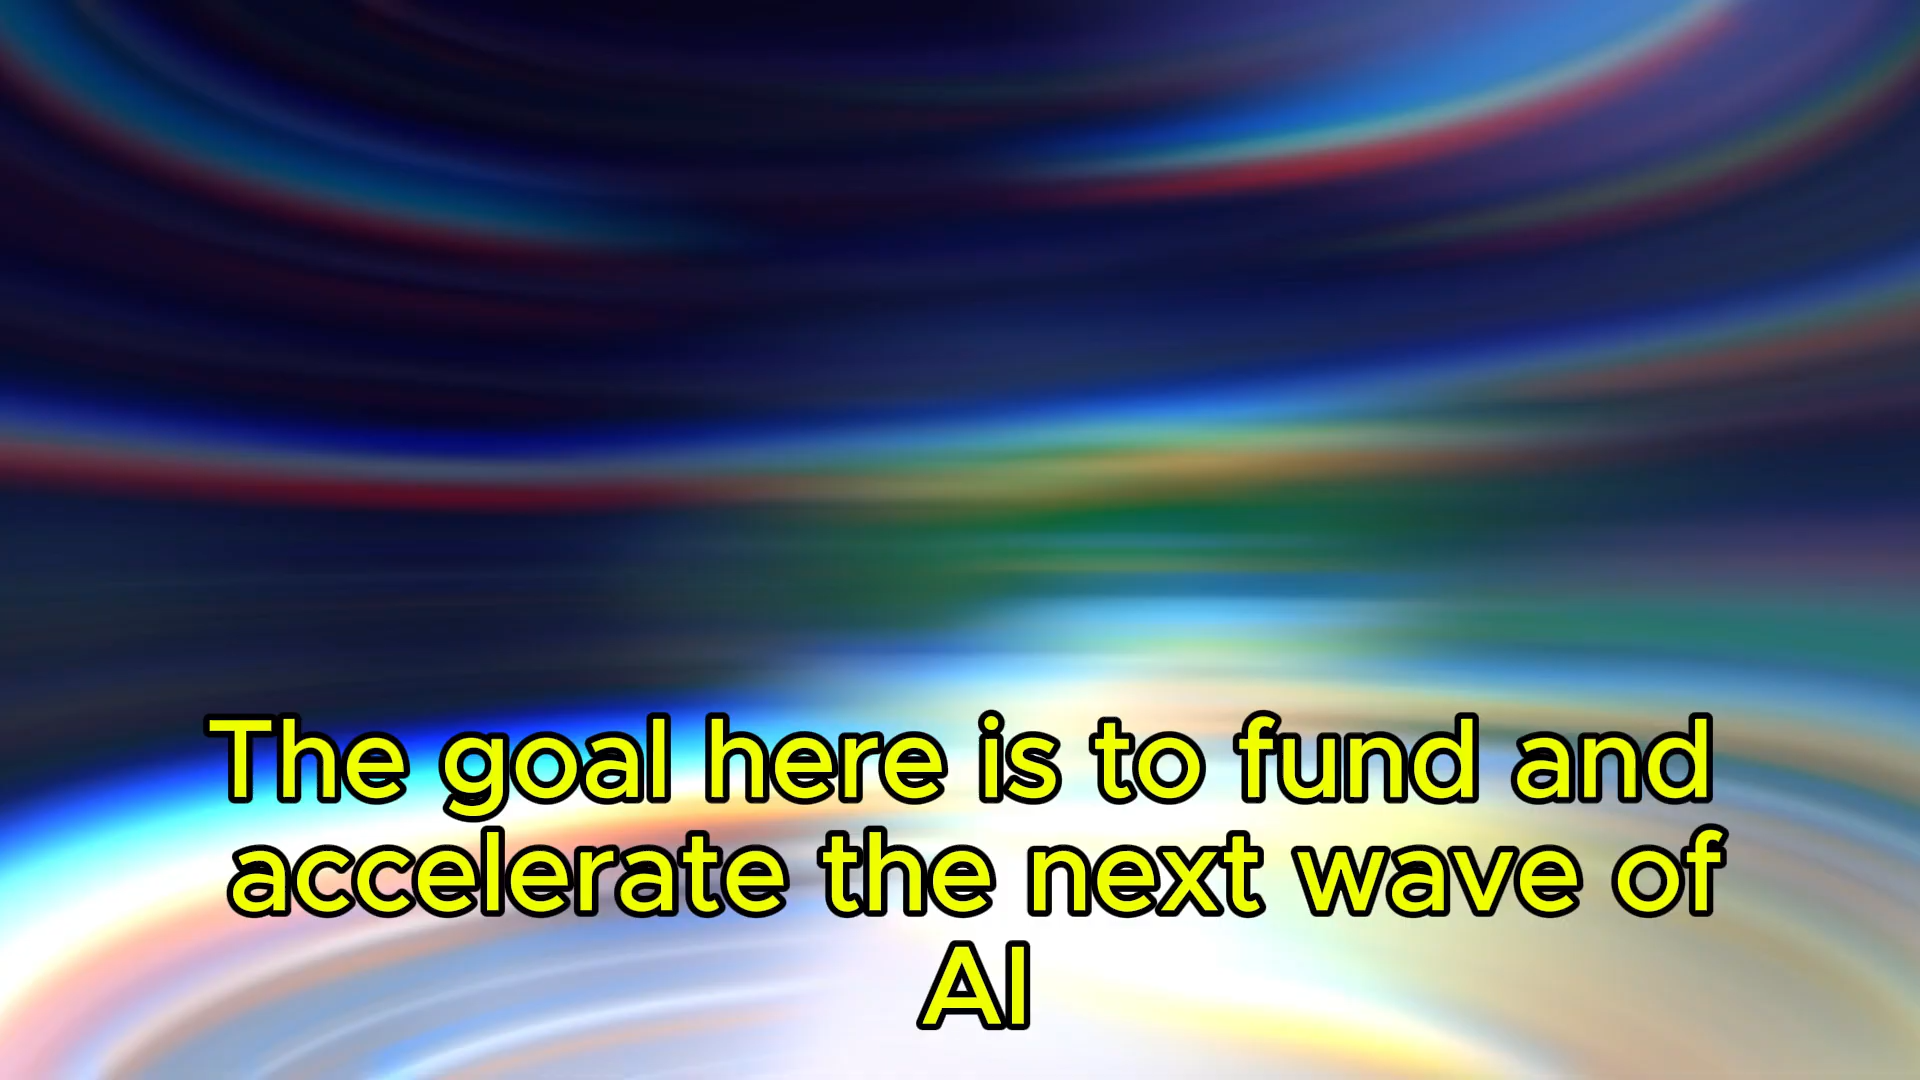 The goal here is to fund and
accelerate the next wave of
AI